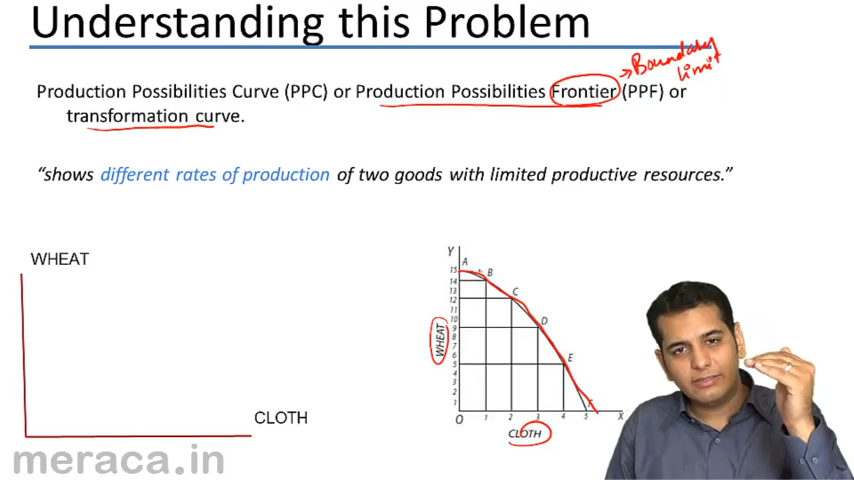 Understanding this Problem
Boundary
limit
Production Possibilities Curve (PPC) or Production Possibilities Frontier (PPF) or
transformation curve.
“shows different rates of production of two goods with limited productive resources.”
WHEAT
CLOTH
Y
A
B
C
D
E
F
15
14
13
12
11
10
9
8
7
6
5
4
3
2
1
WHEAT
O 1 2 3 4 5 X
CLOTH
meraca.in